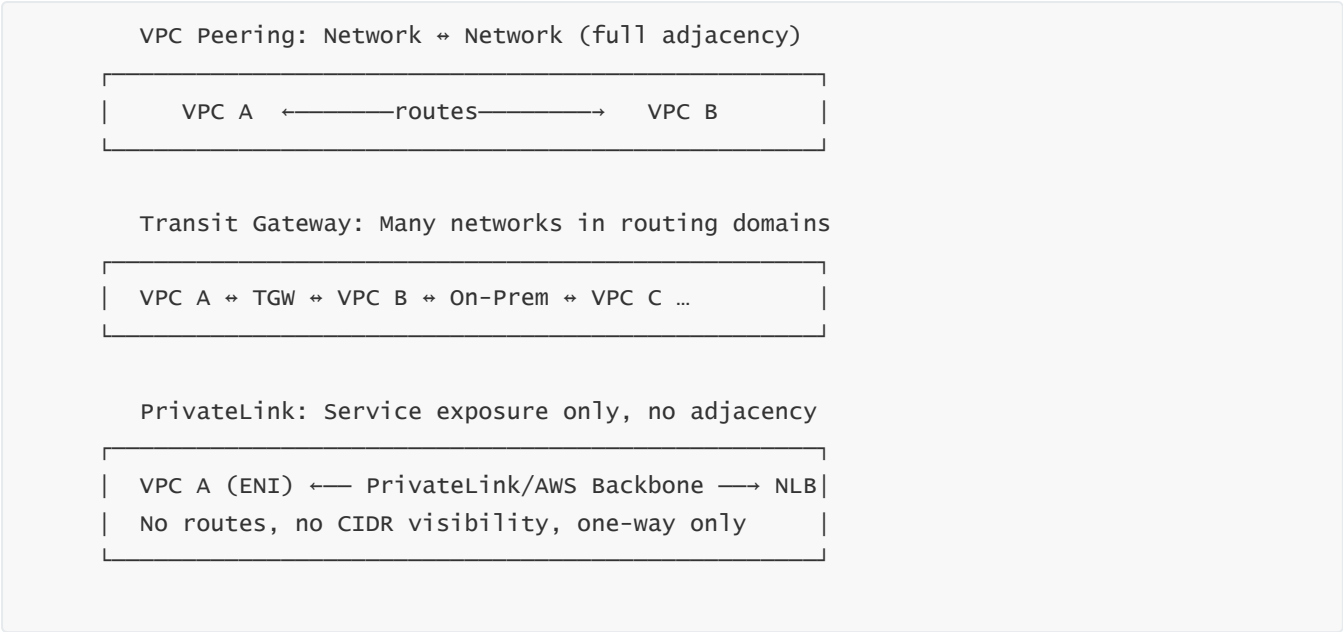 VPC Peering: Network ↔ Network (full adjacency)
VPC A ←————routes————→ VPC B
Transit Gateway: Many networks in routing domains
VPC A ↔ TGW ↔ VPC B ↔ On-Prem ↔ VPC C …
PrivateLink: Service exposure only, no adjacency
VPC A (ENI) ←—— PrivateLink/AWS Backbone ——→ NLB
No routes, no CIDR visibility, one-way only